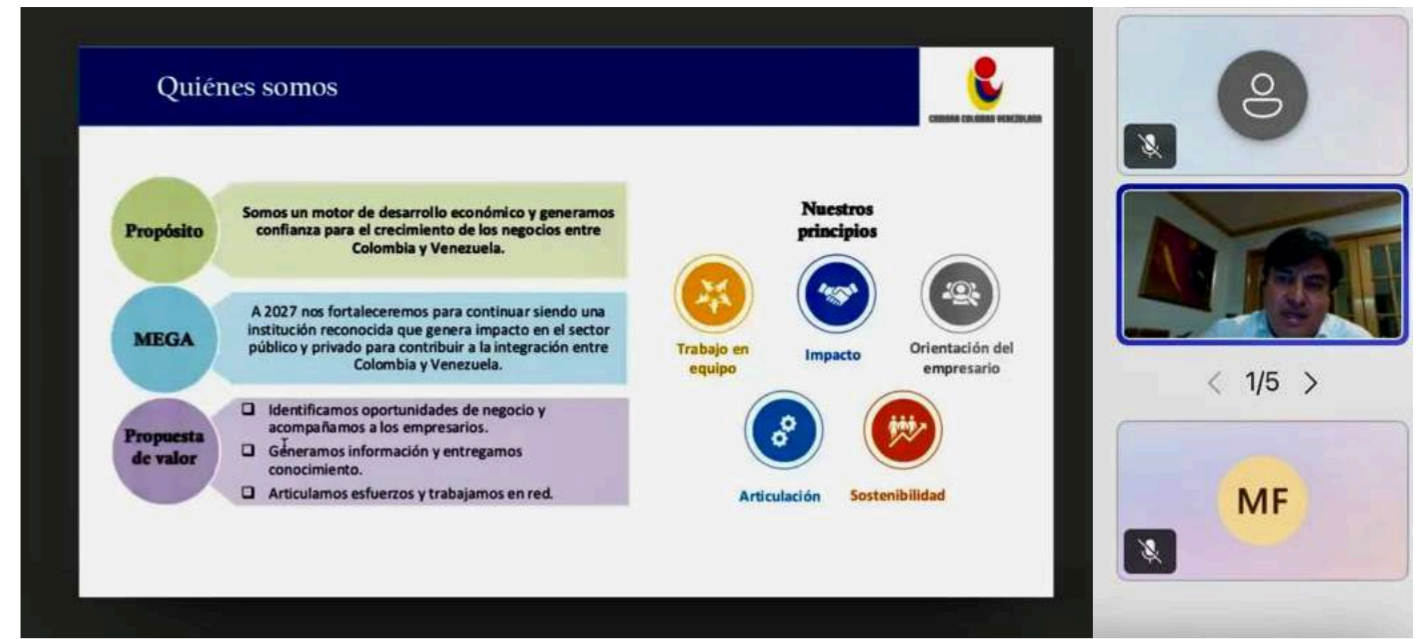 Quiénes somos
CÁMARA COLOMBO VENEZOLANA
Propósito
Somos un motor de desarrollo económico y generamos
confianza para el crecimiento de los negocios entre
Colombia y Venezuela.
MEGA
A 2027 nos fortaleceremos para continuar siendo una
institución reconocida que genera impacto en el sector
público y privado para contribuir a la integración entre
Colombia y Venezuela.
Propuesta
de valor
❑ Identificamos oportunidades de negocio y
acompañamos a los empresarios.
❑ Generamos información y entregamos
conocimiento.
❑ Articulamos esfuerzos y trabajamos en red.
Nuestros
principios
Trabajo en
equipo
Impacto
Orientación del
empresario
Articulación
Sostenibilidad
< 1/5 >
MF